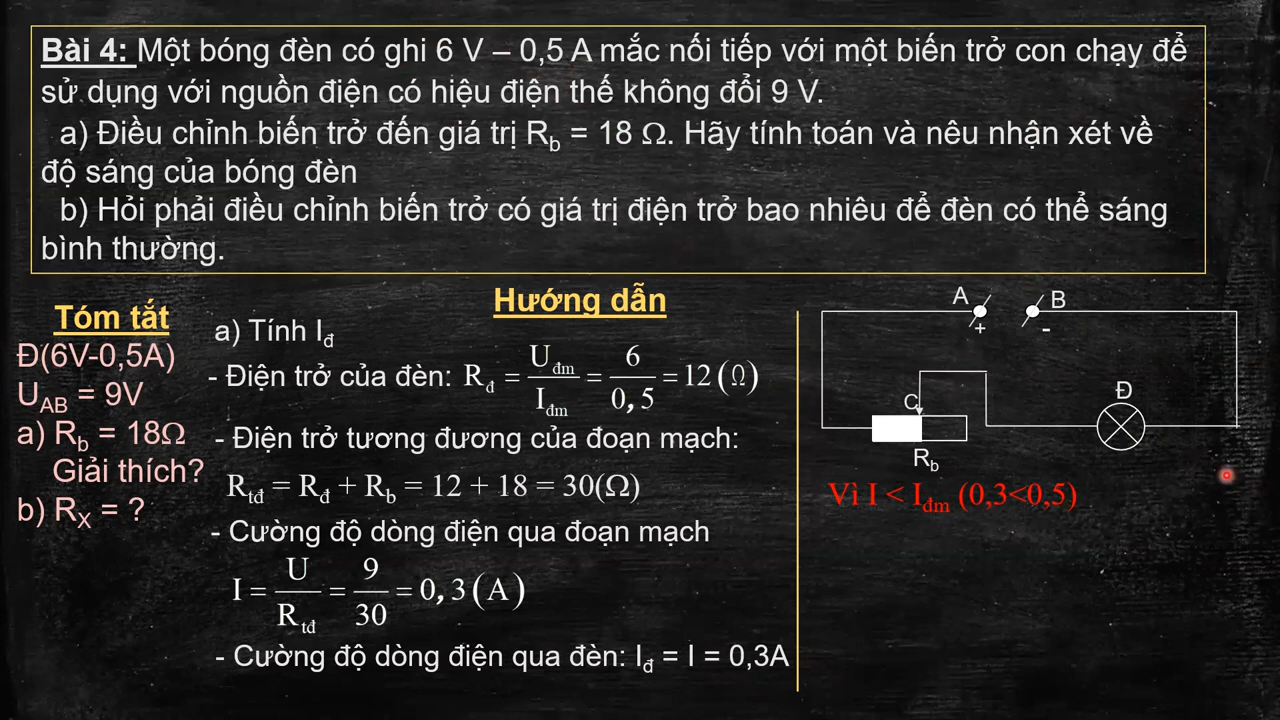 Bài 4: Một bóng đèn có ghi 6 V – 0,5 A mắc nối tiếp với một biến trở con chạy để
sử dụng với nguồn điện có hiệu điện thế không đổi 9 V.
a) Điều chỉnh biến trở đến giá trị Rb = 18 Ω. Hãy tính toán và nêu nhận xét về
độ sáng của bóng đèn
b) Hỏi phải điều chỉnh biến trở có giá trị điện trở bao nhiêu để đèn có thể sáng
bình thường.
Tóm tắt
Đ(6V-0,5A)
UAB = 9V
a) Rb = 18Ω
Giải thích?
b) RX = ?
Hướng dẫn
a) Tính Iđ
- Điện trở của đèn: Rđ = Uđm / Iđm = 6 / 0,5 = 12 (Ω)
- Điện trở tương đương của đoạn mạch:
Rtđ = Rđ + Rb = 12 + 18 = 30(Ω)
- Cường độ dòng điện qua đoạn mạch
I = U / Rtđ = 9 / 30 = 0,3 (A)
- Cường độ dòng điện qua đèn: Iđ = I = 0,3A
A B
+ -
C Đ
Rb
Vì I < Iđm (0,3<0,5)